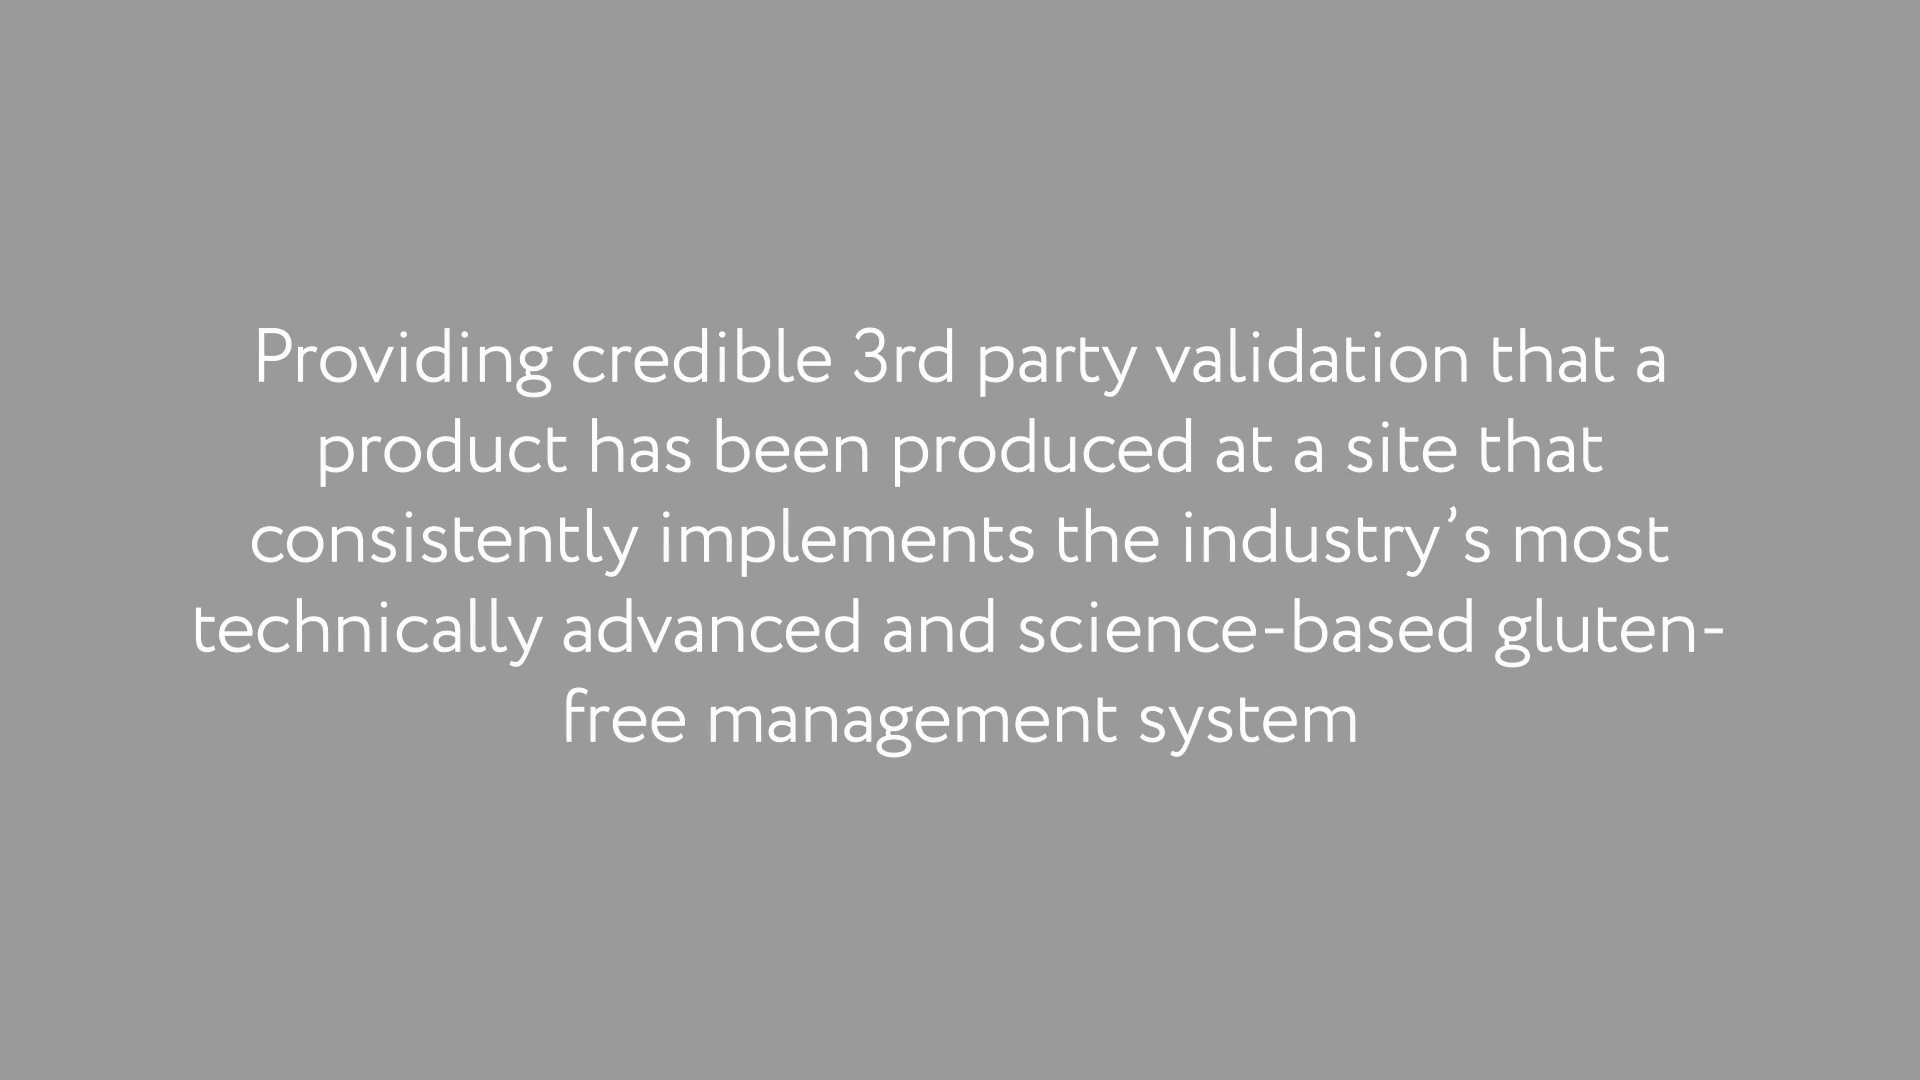 Providing credible 3rd party validation that a
product has been produced at a site that
consistently implements the industry’s most
technically advanced and science-based gluten-
free management system